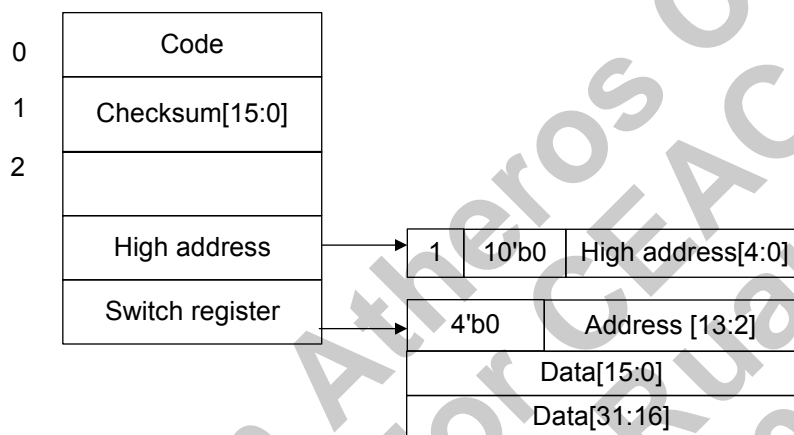 0
Code
1
Checksum[15:0]
2
High address
1
10'b0
High address[4:0]
Switch register
4'b0
Address [13:2]
Data[15:0]
Data[31:16]
Atheros